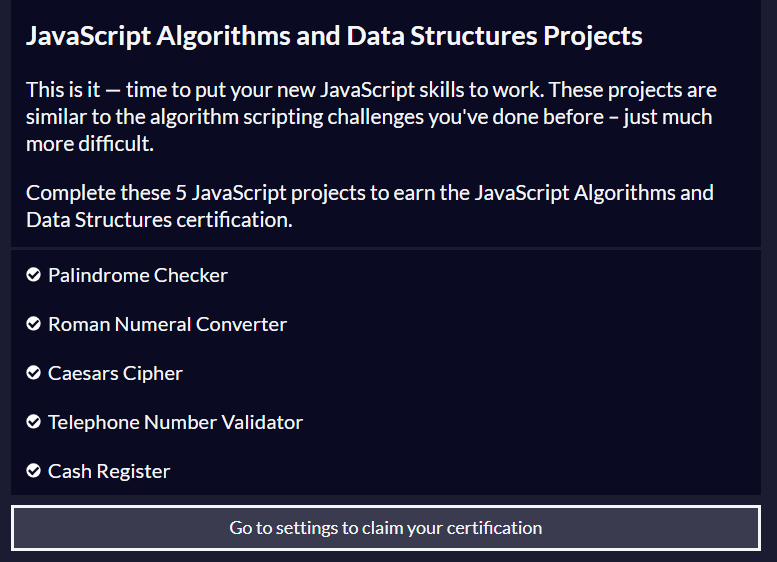 JavaScript Algorithms and Data Structures Projects
This is it — time to put your new JavaScript skills to work. These projects are
similar to the algorithm scripting challenges you've done before – just much
more difficult.
Complete these 5 JavaScript projects to earn the JavaScript Algorithms and
Data Structures certification.
Palindrome Checker
Roman Numeral Converter
Caesars Cipher
Telephone Number Validator
Cash Register
Go to settings to claim your certification